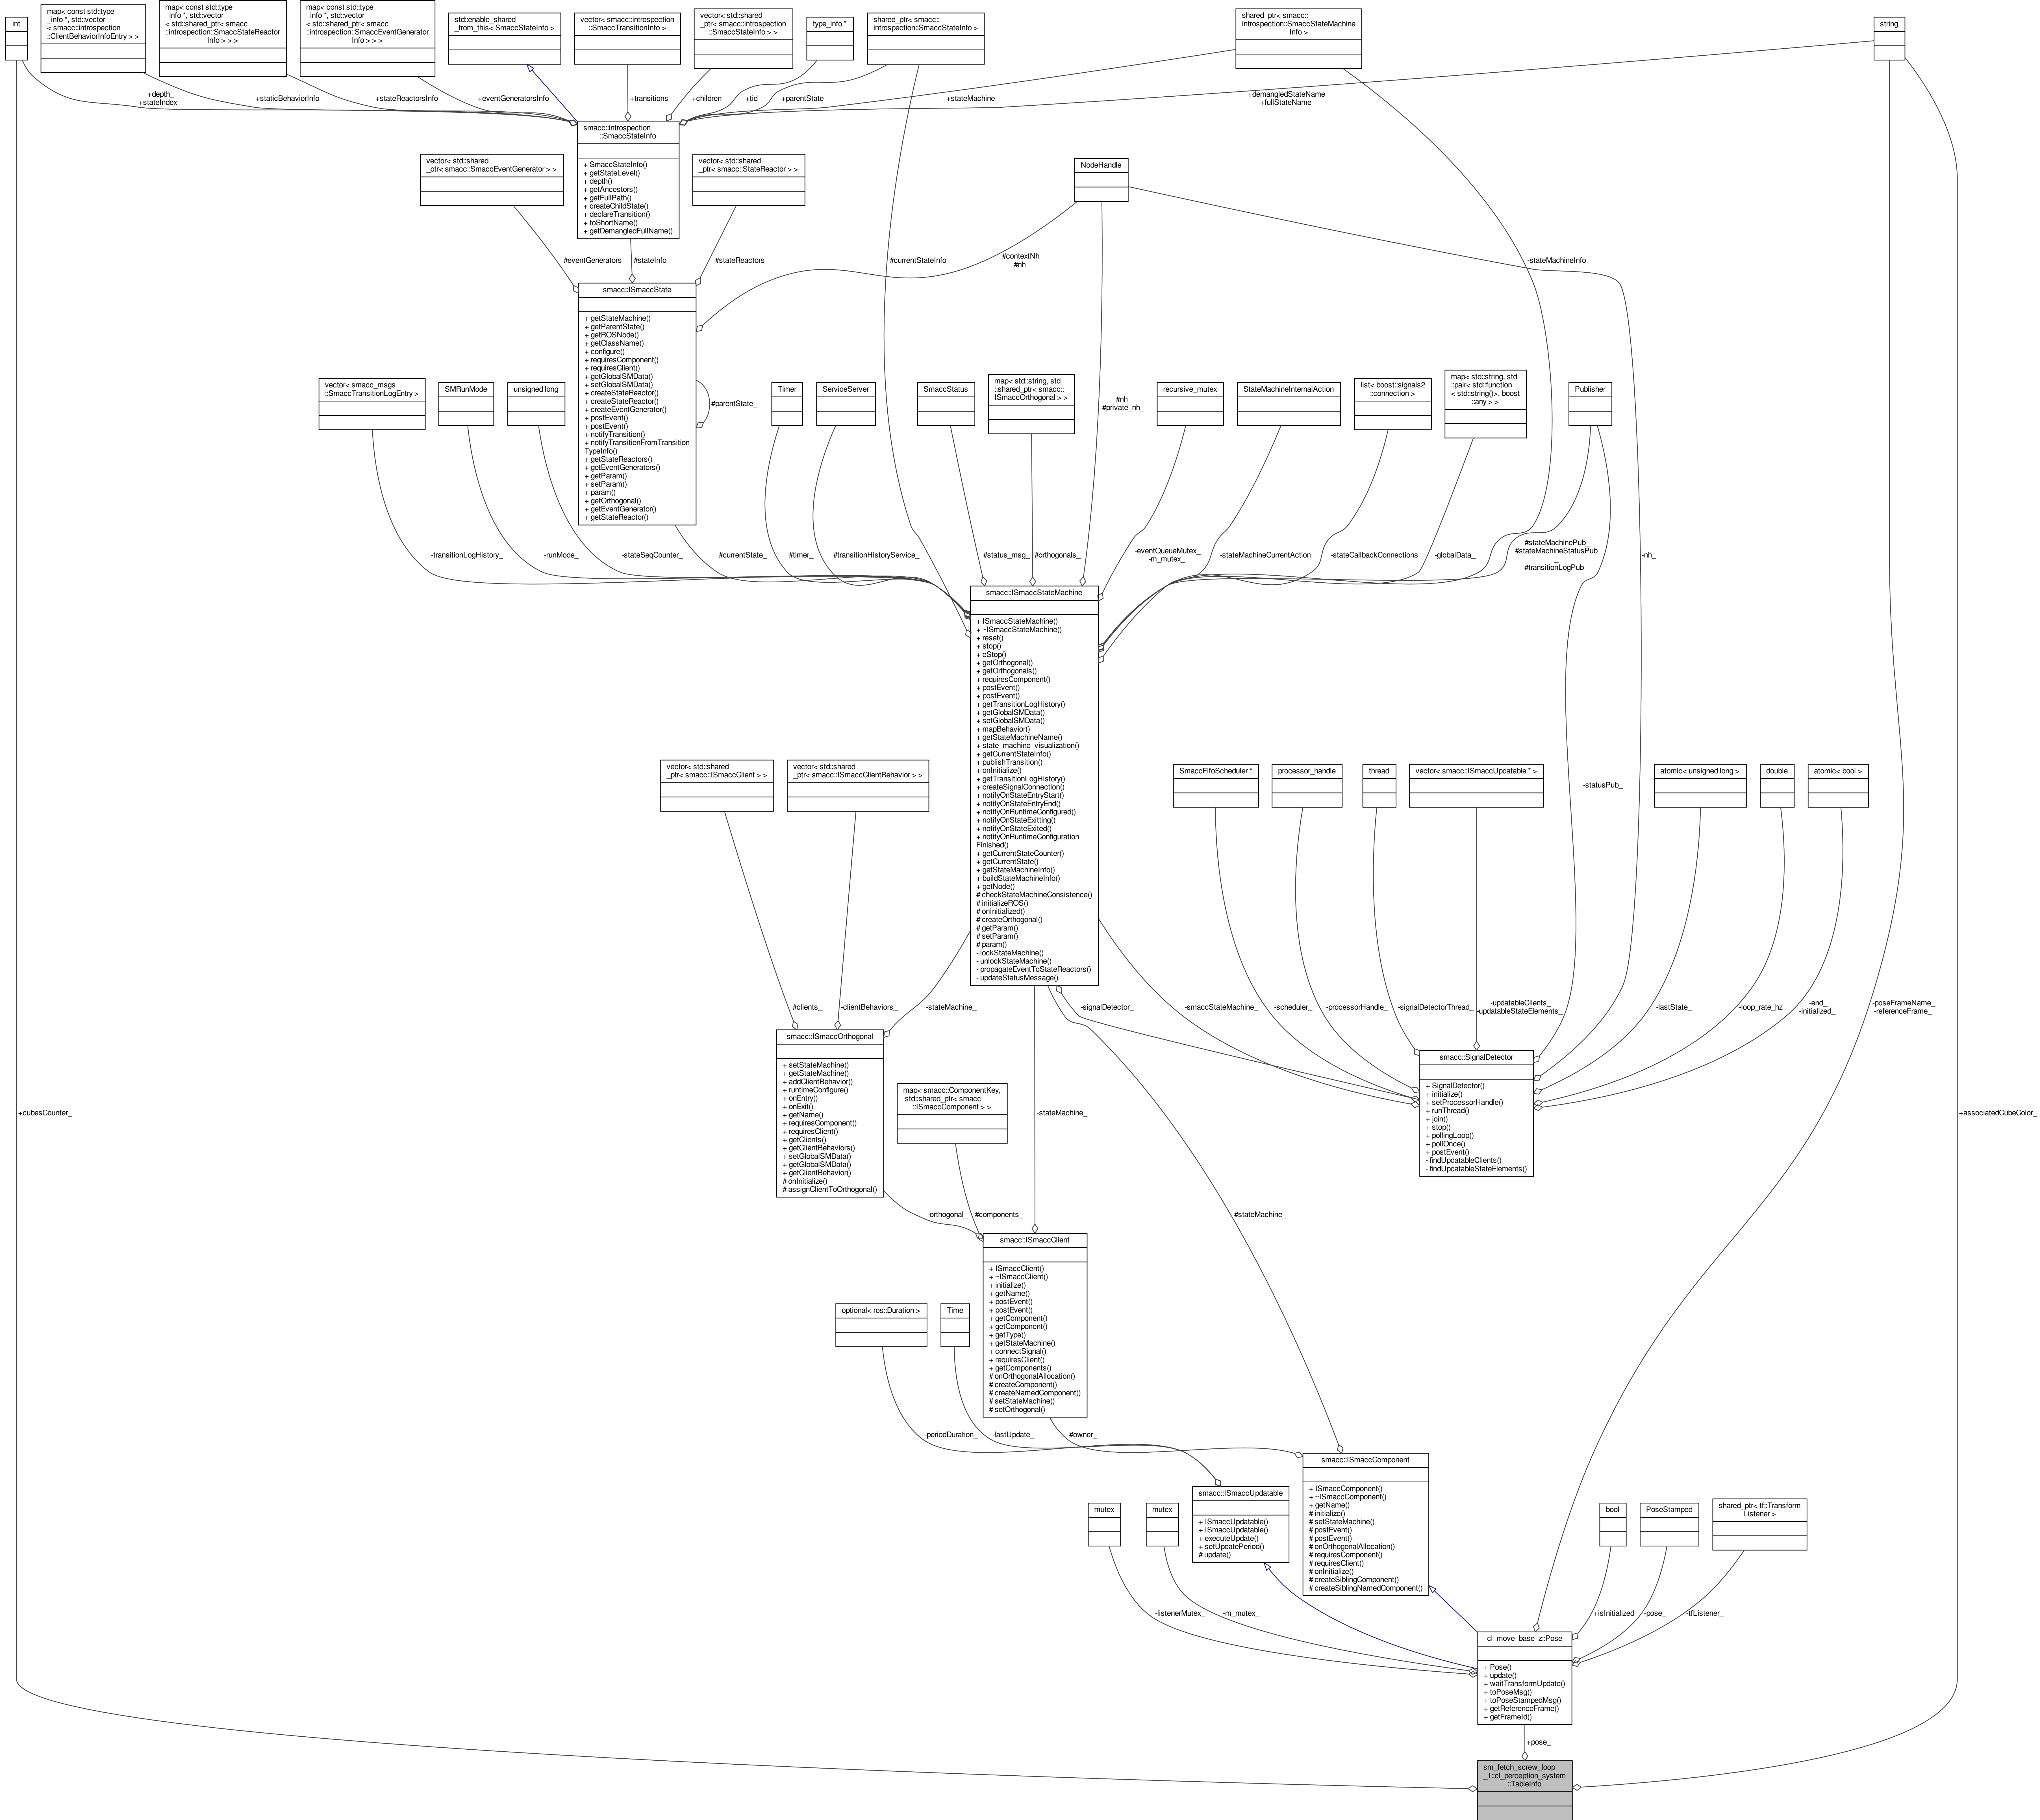 int
map< const std::type
_info *, std::vector
< smacc::introspection
::ClientBehaviorInfoEntry > >
map< const std::type
_info *, std::vector
< std::shared_ptr< smacc
::introspection::SmaccStateReactor
Info > > >
map< const std::type
_info *, std::vector
< std::shared_ptr< smacc
::introspection::SmaccEventGenerator
Info > > >
std::enable_shared
_from_this< SmaccStateInfo >
vector< smacc::introspection
::SmaccTransitionInfo >
vector< std::shared
_ptr< smacc::introspection
::SmaccStateInfo > >
type_info *
shared_ptr< smacc::
introspection::SmaccStateInfo >
shared_ptr< smacc::
introspection::SmaccStateMachine
Info >
string
+depth_
+stateIndex_
+staticBehaviorInfo
+stateReactorsInfo
+eventGeneratorsInfo
+transitions_
+children_
+tid_
+parentState_
+stateMachine_
+demangledStateName
+fullStateName
smacc::introspection
::SmaccStateInfo
+ SmaccStateInfo()
+ getStateLevel()
+ depth()
+ getAncestors()
+ getFullPath()
+ createChildState()
+ declareTransition()
+ toShortName()
+ getDemangledFullName()
vector< std::shared
_ptr< smacc::SmaccEventGenerator > >
vector< std::shared
_ptr< smacc::StateReactor > >
NodeHandle
#eventGenerators_
#stateInfo_
#stateReactors_
#currentStateInfo_
#contextNh
#nh
-stateMachineInfo_
smacc::ISmaccState
+ getStateMachine()
+ getParentState()
+ getROSNode()
+ getClassName()
+ configure()
+ requiresComponent()
+ requiresClient()
+ getGlobalSMData()
+ setGlobalSMData()
+ createStateReactor()
+ createStateReactor()
+ createEventGenerator()
+ postEvent()
+ postEvent()
+ notifyTransition()
+ notifyTransitionFromTransition
TypeInfo()
+ getStateReactors()
+ getEventGenerators()
+ getParam()
+ setParam()
+ param()
+ getOrthogonal()
+ getEventGenerator()
+ getStateReactor()
#parentState_
vector< smacc_msgs
::SmaccTransitionLogEntry >
SMRunMode
unsigned long
Timer
ServiceServer
SmaccStatus
map< std::string, std
::shared_ptr< smacc::
ISmaccOrthogonal > >
#nh_
#private_nh_
recursive_mutex
StateMachineInternalAction
list< boost::signals2
::connection >
map< std::string, std
::pair< std::function
< std::string()>, boost
::any > >
Publisher
-transitionLogHistory_
-runMode_
-stateSeqCounter_
#currentState_
#timer_
#transitionHistoryService_
#status_msg_
#orthogonals_
-eventQueueMutex_
-m_mutex_
-stateMachineCurrentAction
-stateCallbackConnections
-globalData_
#stateMachinePub_
#stateMachineStatusPub
_
#transitionLogPub_
-nh_
smacc::ISmaccStateMachine
+ ISmaccStateMachine()
+ ~ISmaccStateMachine()
+ reset()
+ stop()
+ eStop()
+ getOrthogonal()
+ getOrthogonals()
+ requiresComponent()
+ postEvent()
+ postEvent()
+ getTransitionLogHistory()
+ getGlobalSMData()
+ setGlobalSMData()
+ mapBehavior()
+ getStateMachineName()
+ state_machine_visualization()
+ getCurrentStateInfo()
+ publishTransition()
+ onInitialize()
+ getTransitionLogHistory()
+ createSignalConnection()
+ notifyOnStateEntryStart()
+ notifyOnStateEntryEnd()
+ notifyOnRuntimeConfigured()
+ notifyOnStateExitting()
+ notifyOnStateExited()
+ notifyOnRuntimeConfiguration
Finished()
+ getCurrentStateCounter()
+ getCurrentState()
+ getStateMachineInfo()
+ buildStateMachineInfo()
+ getNode()
# checkStateMachineConsistence()
# initializeROS()
# onInitialized()
# createOrthogonal()
# getParam()
# setParam()
# param()
- lockStateMachine()
- unlockStateMachine()
- propagateEventToStateReactors()
- updateStatusMessage()
vector< std::shared
_ptr< smacc::ISmaccClient > >
vector< std::shared
_ptr< smacc::ISmaccClientBehavior > >
SmaccFifoScheduler *
processor_handle
thread
vector< smacc::ISmaccUpdatable * >
-statusPub_
atomic< unsigned long >
double
atomic< bool >
#clients_
-clientBehaviors_
-stateMachine_
-signalDetector_
-smaccStateMachine_
-scheduler_
-processorHandle_
-signalDetectorThread_
-updatableClients_
-updatableStateElements_
-lastState_
-loop_rate_hz
-end_
-initialized_
-poseFrameName_
-referenceFrame_
smacc::ISmaccOrthogonal
+ setStateMachine()
+ getStateMachine()
+ addClientBehavior()
+ runtimeConfigure()
+ onEntry()
+ onExit()
+ getName()
+ requiresComponent()
+ requiresClient()
+ getClients()
+ getClientBehaviors()
+ setGlobalSMData()
+ getGlobalSMData()
+ getClientBehavior()
# onInitialize()
# assignClientToOrthogonal()
map< smacc::ComponentKey,
std::shared_ptr< smacc
::ISmaccComponent > >
smacc::SignalDetector
+ SignalDetector()
+ initialize()
+ setProcessorHandle()
+ runThread()
+ join()
+ stop()
+ pollingLoop()
+ pollOnce()
+ postEvent()
- findUpdatableClients()
- findUpdatableStateElements()
+cubesCounter_
-stateMachine_
+associatedCubeColor_
-orthogonal_
#components_
#stateMachine_
smacc::ISmaccClient
+ ISmaccClient()
+ ~ISmaccClient()
+ initialize()
+ getName()
+ postEvent()
+ postEvent()
+ getComponent()
+ getComponent()
+ getType()
+ getStateMachine()
+ connectSignal()
+ requiresClient()
+ getComponents()
# onOrthogonalAllocation()
# createComponent()
# createNamedComponent()
# setStateMachine()
# setOrthogonal()
optional< ros::Duration >
Time
-periodDuration_
-lastUpdate_
#owner_
smacc::ISmaccComponent
+ ISmaccComponent()
+ ~ISmaccComponent()
+ getName()
# initialize()
# setStateMachine()
# postEvent()
# postEvent()
# onOrthogonalAllocation()
# requiresComponent()
# requiresClient()
# onInitialize()
# createSiblingComponent()
# createSiblingNamedComponent()
smacc::ISmaccUpdatable
+ ISmaccUpdatable()
+ ISmaccUpdatable()
+ executeUpdate()
+ setUpdatePeriod()
# update()
mutex
mutex
bool
PoseStamped
shared_ptr< tf::Transform
Listener >
-listenerMutex_
-m_mutex_
+isInitialized
-pose_
-tfListener_
cl_move_base_z::Pose
+ Pose()
+ update()
+ waitTransformUpdate()
+ toPoseMsg()
+ toPoseStampedMsg()
+ getReferenceFrame()
+ getFrameId()
+pose_
sm_fetch_screw_loop
_1::cl_perception_system
::TableInfo